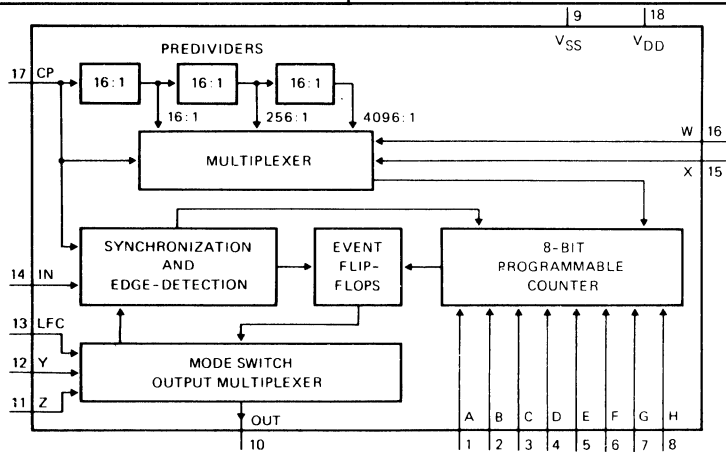 9 18
VSS VDD
PREDIVIDERS
17 CP 16:1 16:1 16:1
16:1 256:1 4096:1
W 16
MULTIPLEXER
X 15
SYNCHRONIZATION
AND
EDGE-DETECTION
EVENT
FLIP-
FLOPS
8-BIT
PROGRAMMABLE
COUNTER
14 IN
13 LFC
12 Y
11 Z
MODE SWITCH
OUTPUT MULTIPLEXER
OUT
10
A B C D E F G H
1 2 3 4 5 6 7 8